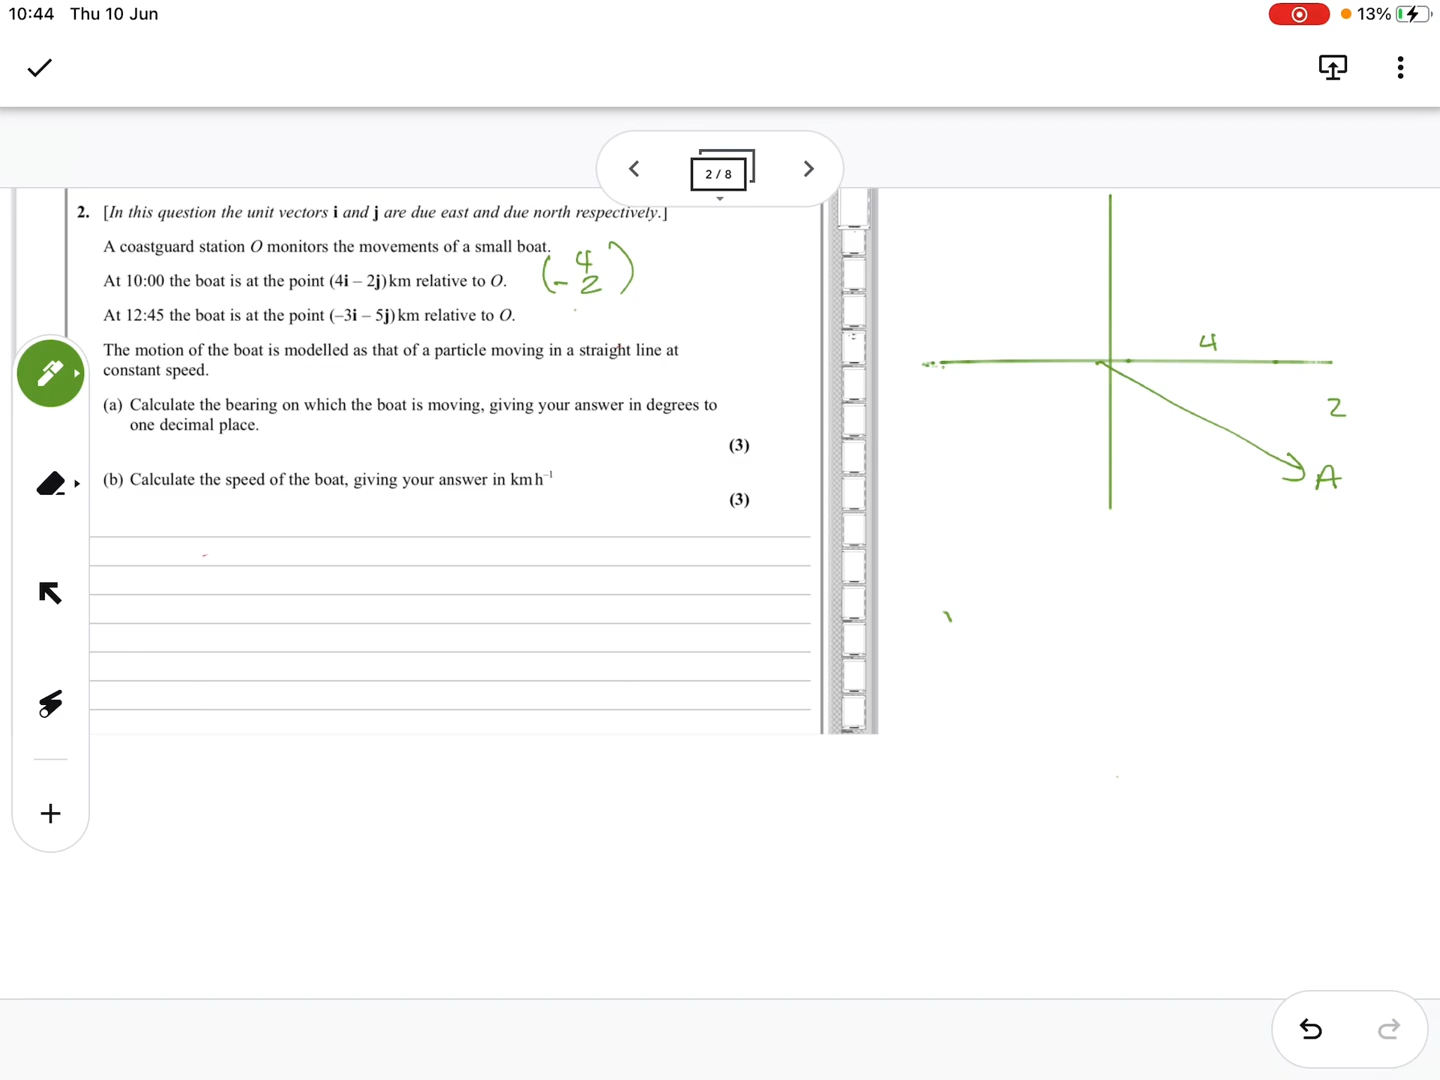 10:44 Thu 10 Jun
13%
2 / 8
2. [In this question the unit vectors i and j are due east and due north respectively.]
A coastguard station O monitors the movements of a small boat.
At 10:00 the boat is at the point (4i – 2j) km relative to O.
(4
-2)
At 12:45 the boat is at the point (–3i – 5j) km relative to O.
The motion of the boat is modelled as that of a particle moving in a straight line at
constant speed.
(a) Calculate the bearing on which the boat is moving, giving your answer in degrees to
one decimal place.
(3)
(b) Calculate the speed of the boat, giving your answer in km h⁻¹
(3)
4
2
A